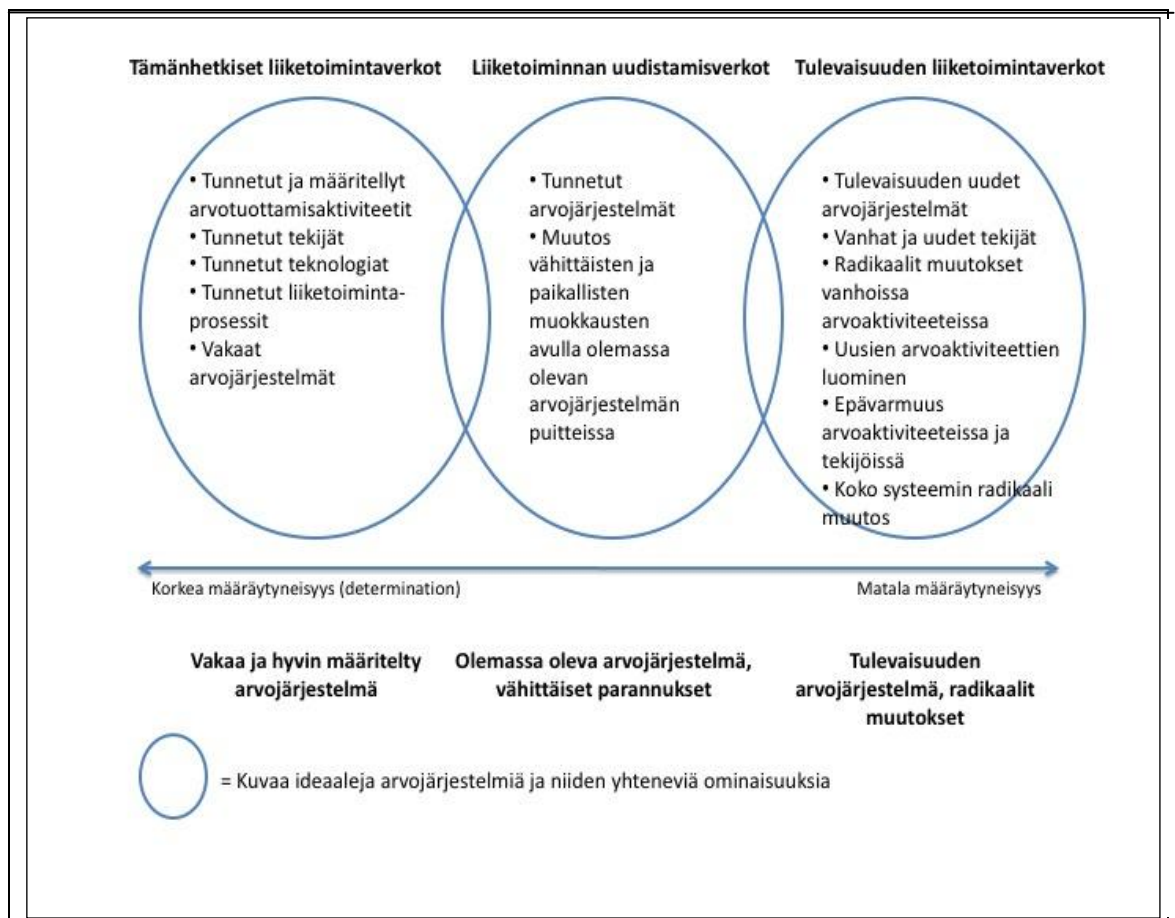 Tämänhetkiset liiketoimintaverkot
Liiketoiminnan uudistamisverkot
Tulevaisuuden liiketoimintaverkot
• Tunnetut ja määritellyt
arvotuottamisaktiviteetit
• Tunnetut tekijät
• Tunnetut teknologiat
• Tunnetut liiketoiminta-
prosessit
• Vakaat
arvojärjestelmät
• Tunnetut
arvojärjestelmät
• Muutos
vähittäisten ja
paikallisten
muokkausten
avulla olemassa
olevan
arvojärjestelmän
puitteissa
• Tulevaisuuden uudet
arvojärjestelmät
• Vanhat ja uudet tekijät
• Radikaalit muutokset
vanhoissa
arvoaktiviteeteissa
• Uusien arvoaktiviteettien
luominen
• Epävarmuus
arvoaktiviteeteissa ja
tekijöissä
• Koko systeemin radikaali
muutos
Korkea määräytyneisyys (determination)
Matala määräytyneisyys
Vakaa ja hyvin määritelty
arvojärjestelmä
Olemassa oleva arvojärjestelmä,
vähittäiset parannukset
Tulevaisuuden
arvojärjestelmä, radikaalit
muutokset
= Kuvaa ideaaleja arvojärjestelmiä ja niiden yhteneviä ominaisuuksia